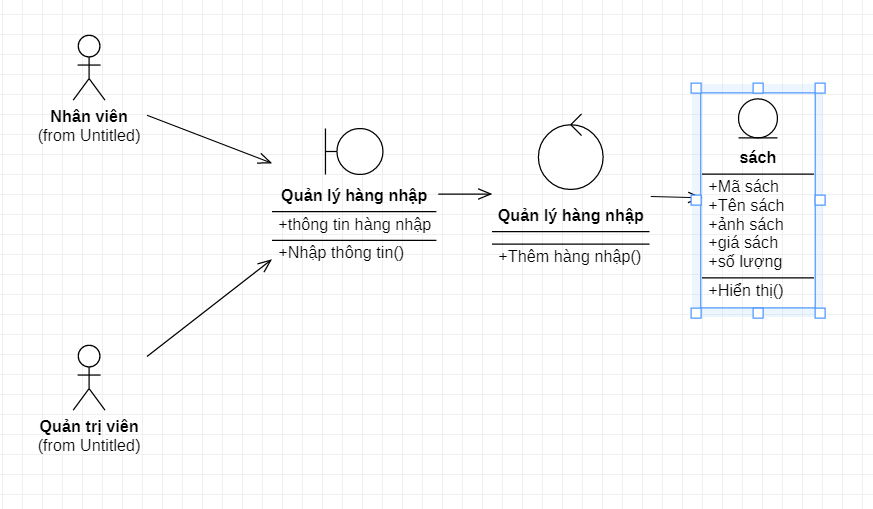 Nhân viên
(from Untitled)
Quản lý hàng nhập
+thông tin hàng nhập
+Nhập thông tin()
Quản lý hàng nhập
+Thêm hàng nhập()
sách
+Mã sách
+Tên sách
+ảnh sách
+giá sách
+số lượng
+Hiển thị()
Quản trị viên
(from Untitled)